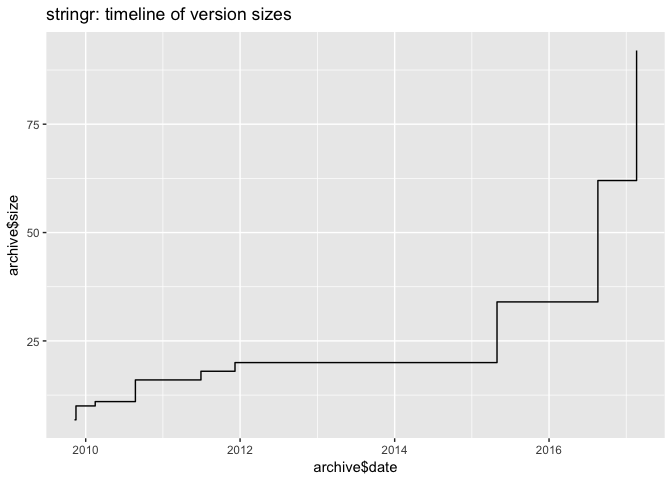 stringr: timeline of version sizes
archive$size
75
50
25
2010 2012 2014 2016
archive$date